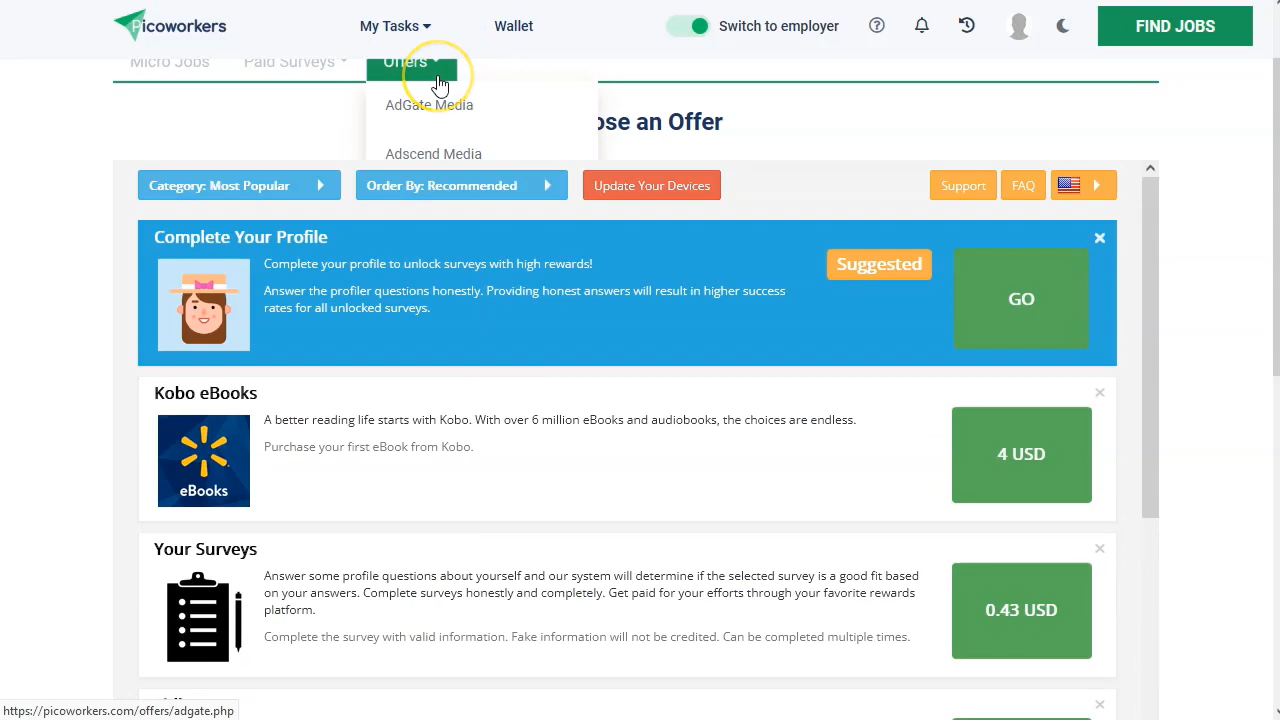 Picoworkers
My Tasks
Wallet
Switch to employer
FIND JOBS
Micro Jobs
Paid Surveys
Offers
AdGate Media
Adscend Media
ose an Offer
Category: Most Popular
Order By: Recommended
Update Your Devices
Support
FAQ
Complete Your Profile
Complete your profile to unlock surveys with high rewards!
Answer the profiler questions honestly. Providing honest answers will result in higher success
rates for all unlocked surveys.
Suggested
GO
Kobo eBooks
eBooks
A better reading life starts with Kobo. With over 6 million eBooks and audiobooks, the choices are endless.
Purchase your first eBook from Kobo.
4 USD
Your Surveys
Answer some profile questions about yourself and our system will determine if the selected survey is a good fit based
on your answers. Complete surveys honestly and completely. Get paid for your efforts through your favorite rewards
platform.
Complete the survey with valid information. Fake information will not be credited. Can be completed multiple times.
0.43 USD
https://picoworkers.com/offers/adgate.php